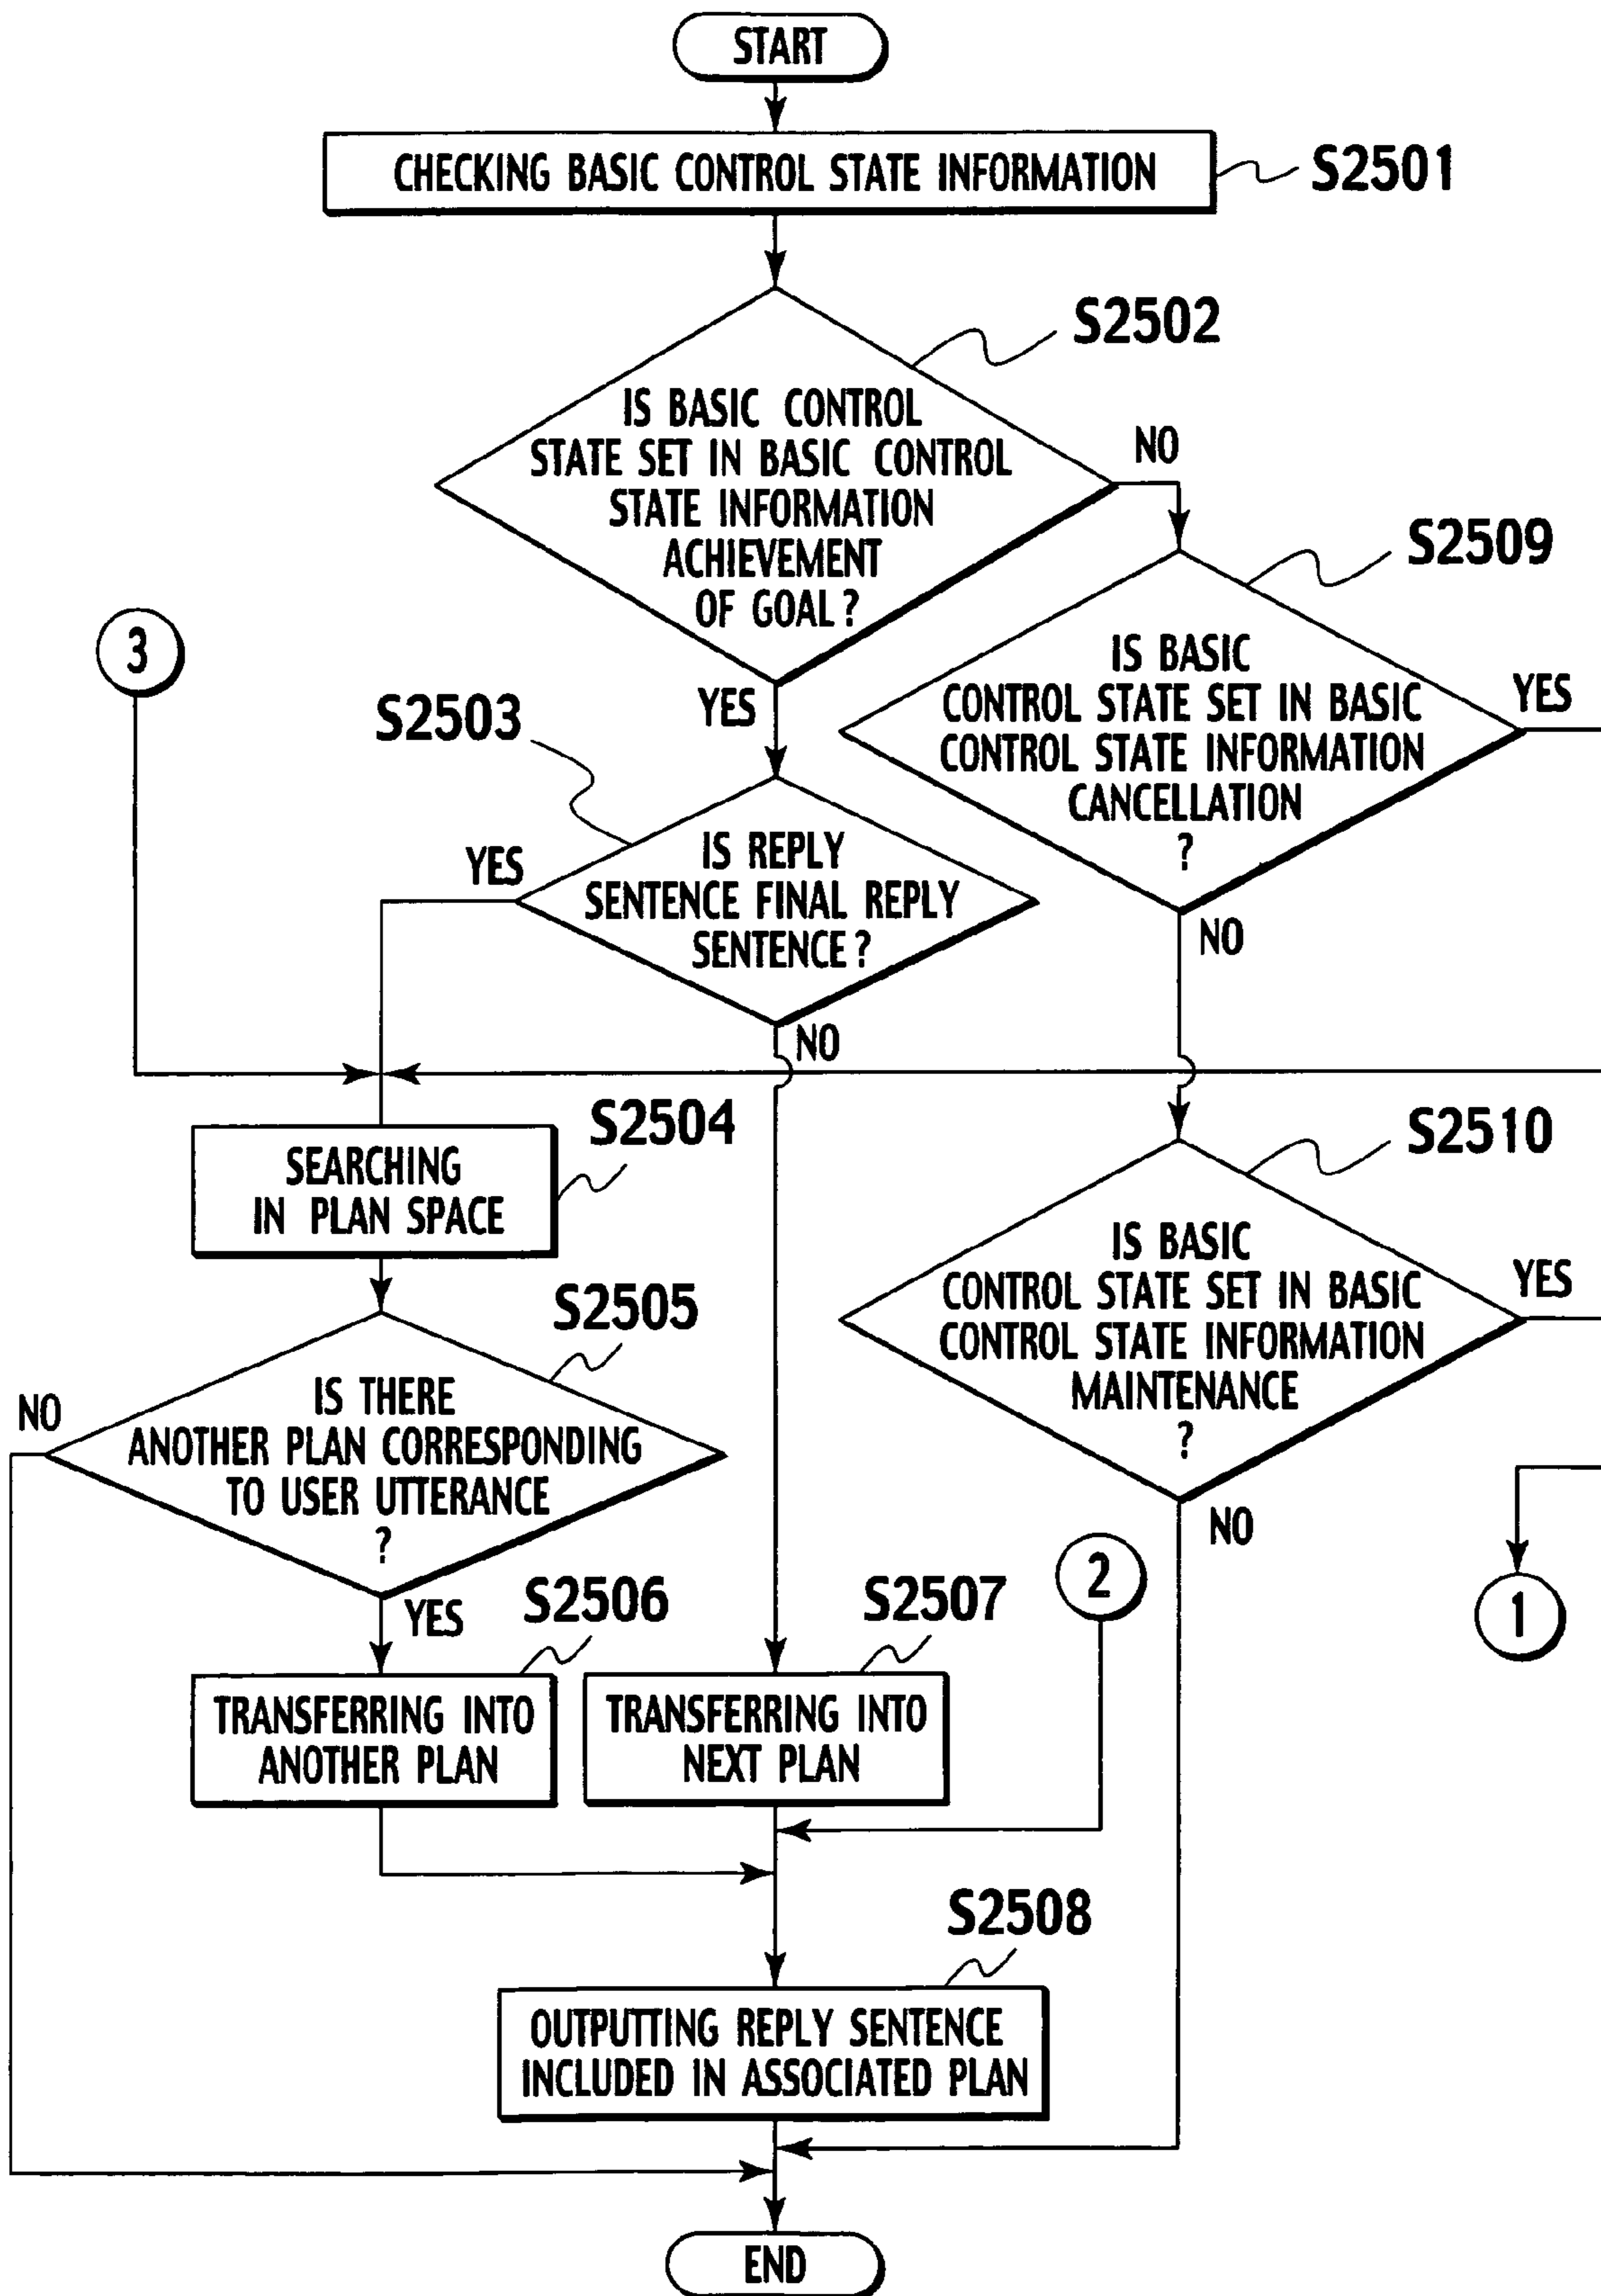 START
CHECKING BASIC CONTROL STATE INFORMATION
S2501
S2502
IS BASIC CONTROL
STATE SET IN BASIC CONTROL
STATE INFORMATION
ACHIEVEMENT
OF GOAL?
NO
YES
S2509
IS BASIC
CONTROL STATE SET IN BASIC
CONTROL STATE INFORMATION
CANCELLATION
?
YES
NO
3
S2503
IS REPLY
SENTENCE FINAL REPLY
SENTENCE?
YES
NO
S2504
SEARCHING
IN PLAN SPACE
S2510
IS BASIC
CONTROL STATE SET IN BASIC
CONTROL STATE INFORMATION
MAINTENANCE
?
YES
NO
S2505
IS THERE
ANOTHER PLAN CORRESPONDING
TO USER UTTERANCE
?
NO
YES
1
2
S2506
TRANSFERRING INTO
ANOTHER PLAN
S2507
TRANSFERRING INTO
NEXT PLAN
S2508
OUTPUTTING REPLY SENTENCE
INCLUDED IN ASSOCIATED PLAN
END